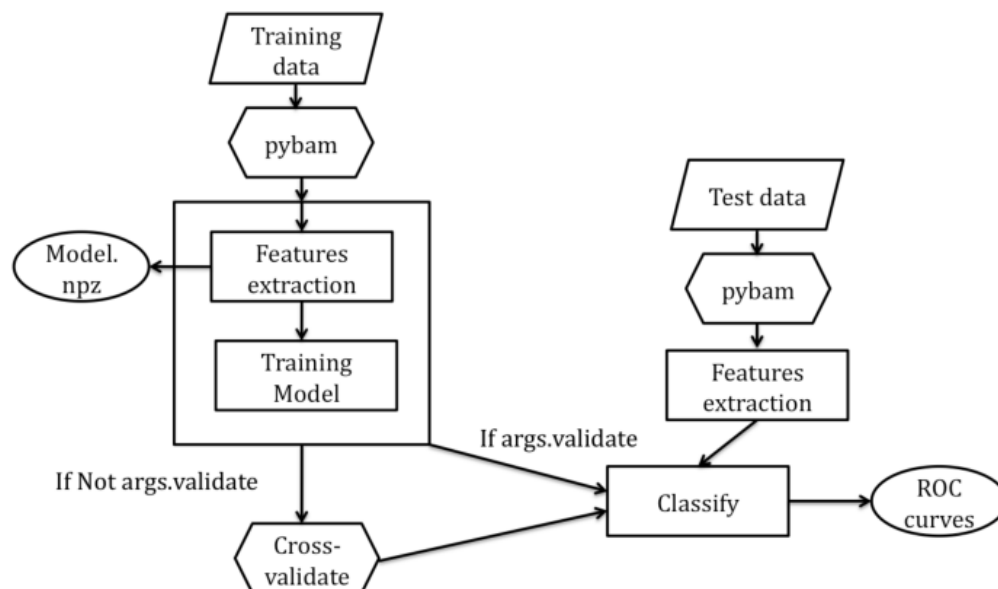 Training
data
pybam
Features
extraction
Model.
npz
Training
Model
If Not args.validate
Cross-
validate
Test data
pybam
Features
extraction
If args.validate
Classify
ROC
curves